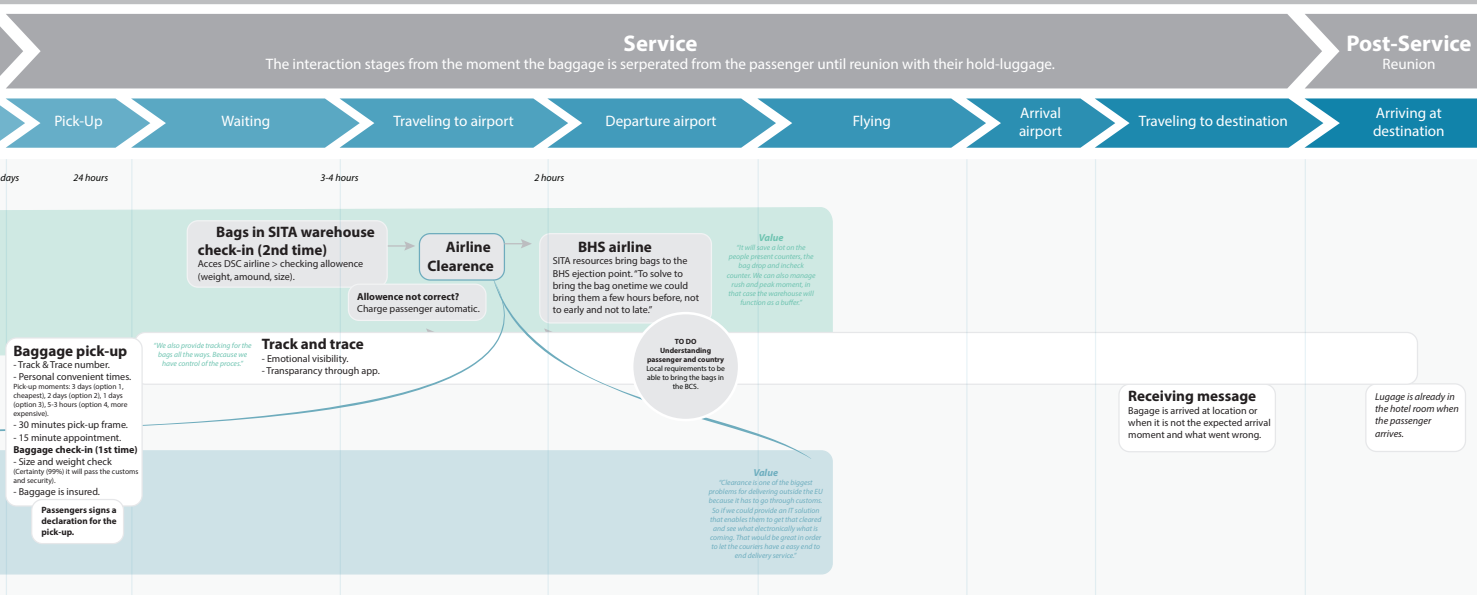 Service
The interaction stages from the moment the baggage is serperated from the passenger until reunion with their hold-luggage.
Post-Service
Reunion
Pick-Up
Waiting
Traveling to airport
Departure airport
Flying
Arrival
airport
Traveling to destination
Arriving at
destination
days
24 hours
3-4 hours
2 hours
Bags in SITA warehouse
check-in (2nd time)
Acces DSC airline > checking allowence
(weight, amound, size).
Airline
Clearence
Allowence not correct?
Charge passenger automatic.
BHS airline
SITA resources bring bags to the
BHS ejection point. “To solve to
bring the bag onetime we could
bring them a few hours before, not
to early and not to late.”
Value
“It will save a lot on the
people present counters, the
bag drop and incheck
counter. We can also manage
rush and peak moment, in
that case the warehouse will
function as a buffer.”
Baggage pick-up
- Track & Trace number.
- Personal convenient times.
Pick-up moments: 3 days (option 1,
cheapest), 2 days (option 2), 1 days
(option 3), 5-3 hours (option 4, more
expensive).
- 30 minutes pick-up frame.
- 15 minute appointment.
Baggage check-in (1st time)
- Size and weight check
(Certainty (99%) it will pass the customs
and security).
- Baggage is insured.
Passengers signs a
declaration for the
pick-up.
“We also provide tracking for the
bags all the ways. Because we
have control of the proces.”
Track and trace
- Emotional visibility.
- Transparancy through app.
TO DO
Understanding
passenger and country
Local requirements to be
able to bring the bags in
the BCS.
Receiving message
Bagage is arrived at location or
when it is not the expected arrival
moment and what went wrong.
Lugage is already in
the hotel room when
the passenger
arrives.
Value
“Clearance is one of the biggest
problems for delivering outside the EU
because it has to go through customs.
So if we could provide an IT solution
that enables them to get that cleared
and see what electronically what is
coming. That would be great in order
to let the couriers have a easy end to
end delivery service.”